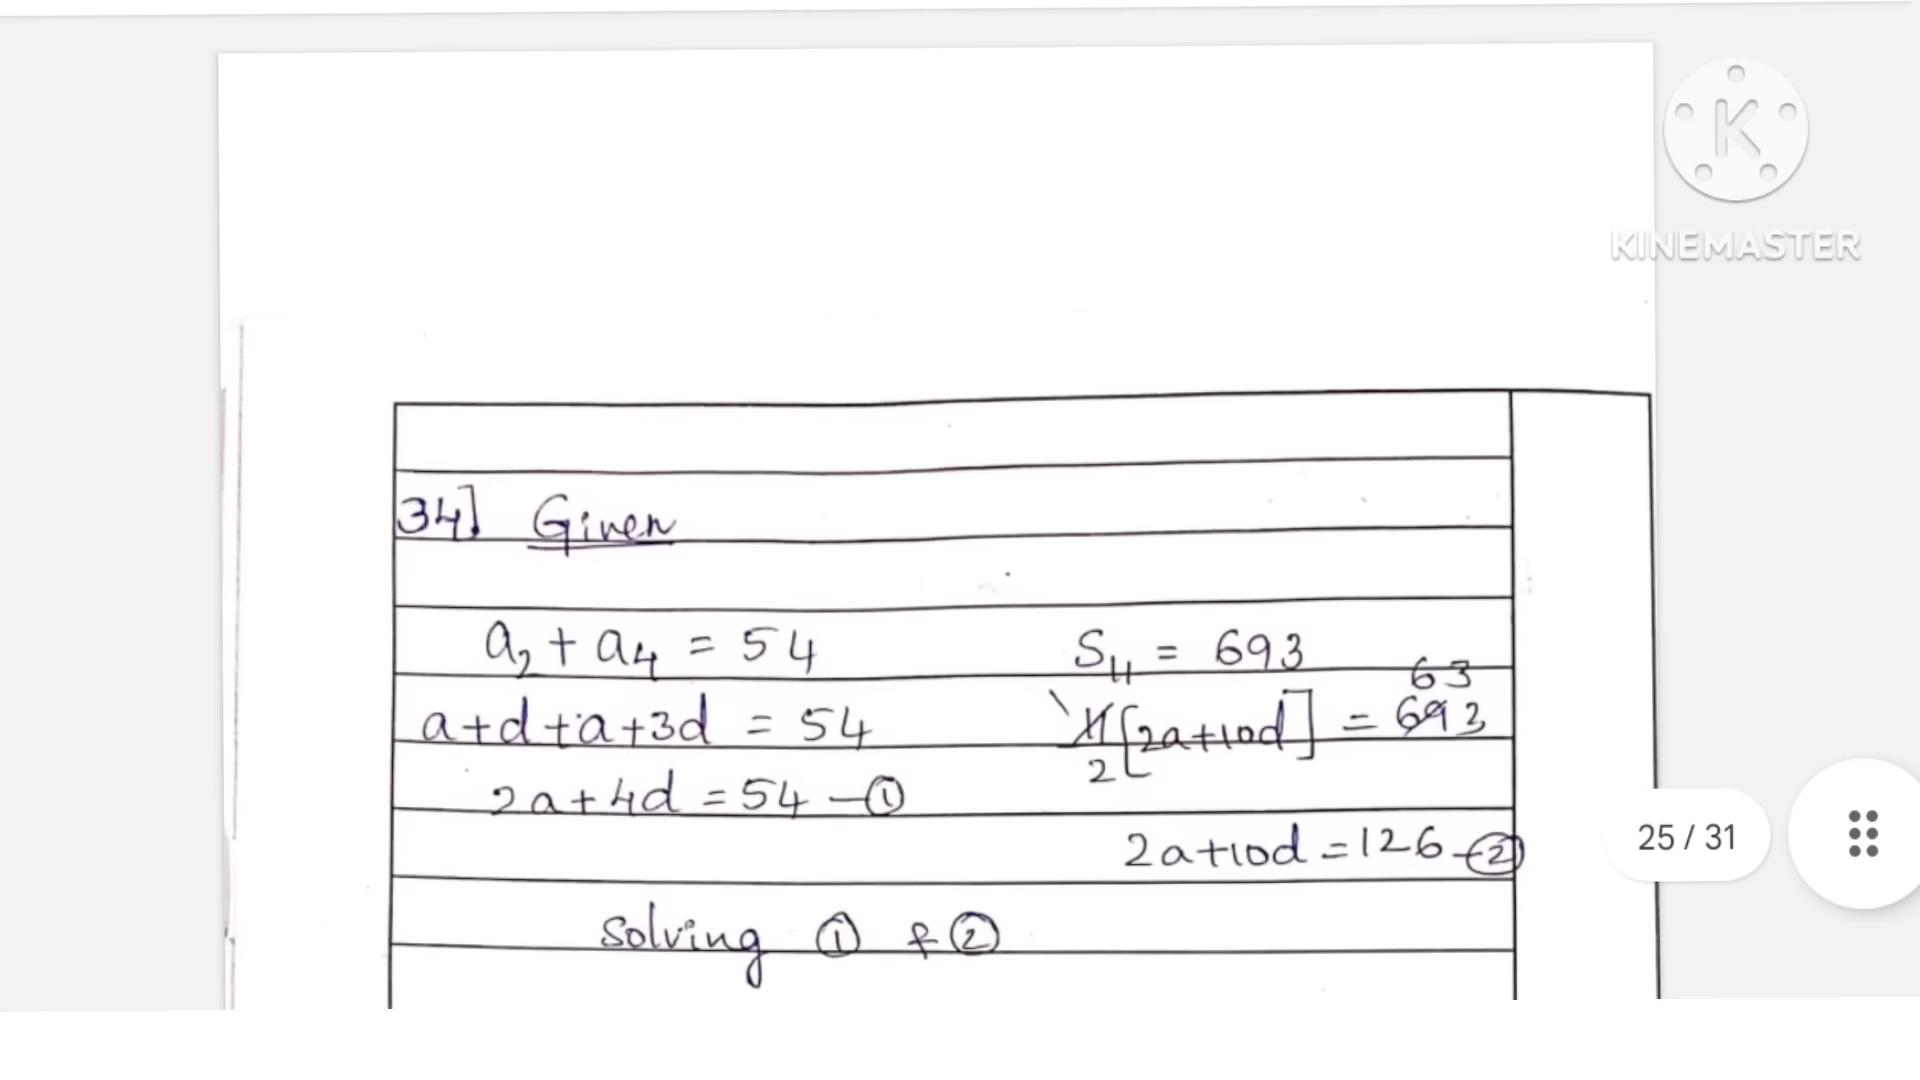 K
KINEMASTER
34] Given
a₂ + a₄ = 54
a+d+a+3d = 54
2a+4d = 54 — ①
S₁₁ = 693
63
11/2 [2a+10d] = 693
2a+10d = 126 — ②
Solving ① & ②
25 / 31